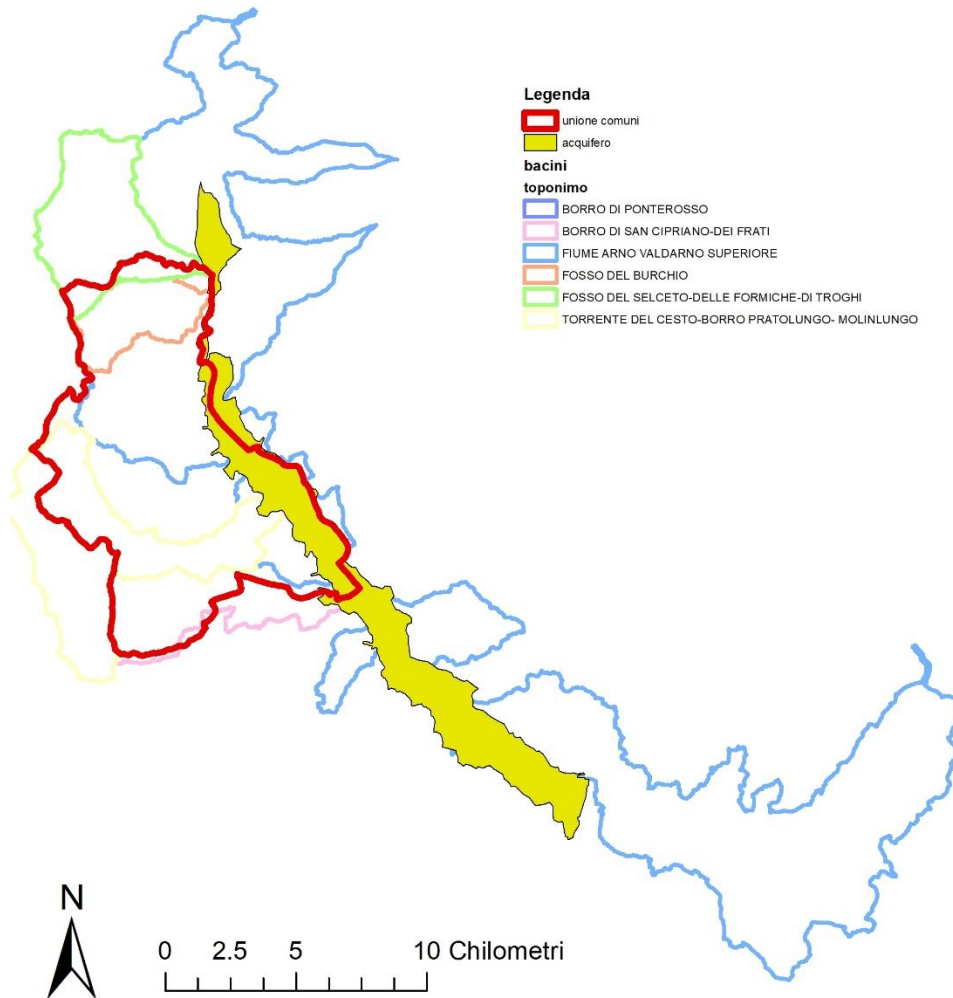 Legenda
unione comuni
acquifero
bacini
toponimo
BORRO DI PONTEROSSO
BORRO DI SAN CIPRIANO-DEI FRATI
FIUME ARNO VALDARNO SUPERIORE
FOSSO DEL BURCHIO
FOSSO DEL SELCETO-DELLE FORMICHE-DI TROGHI
TORRENTE DEL CESTO-BORRO PRATOLUNGO- MOLINLUNGO
N
0 2.5 5 10 Chilometri